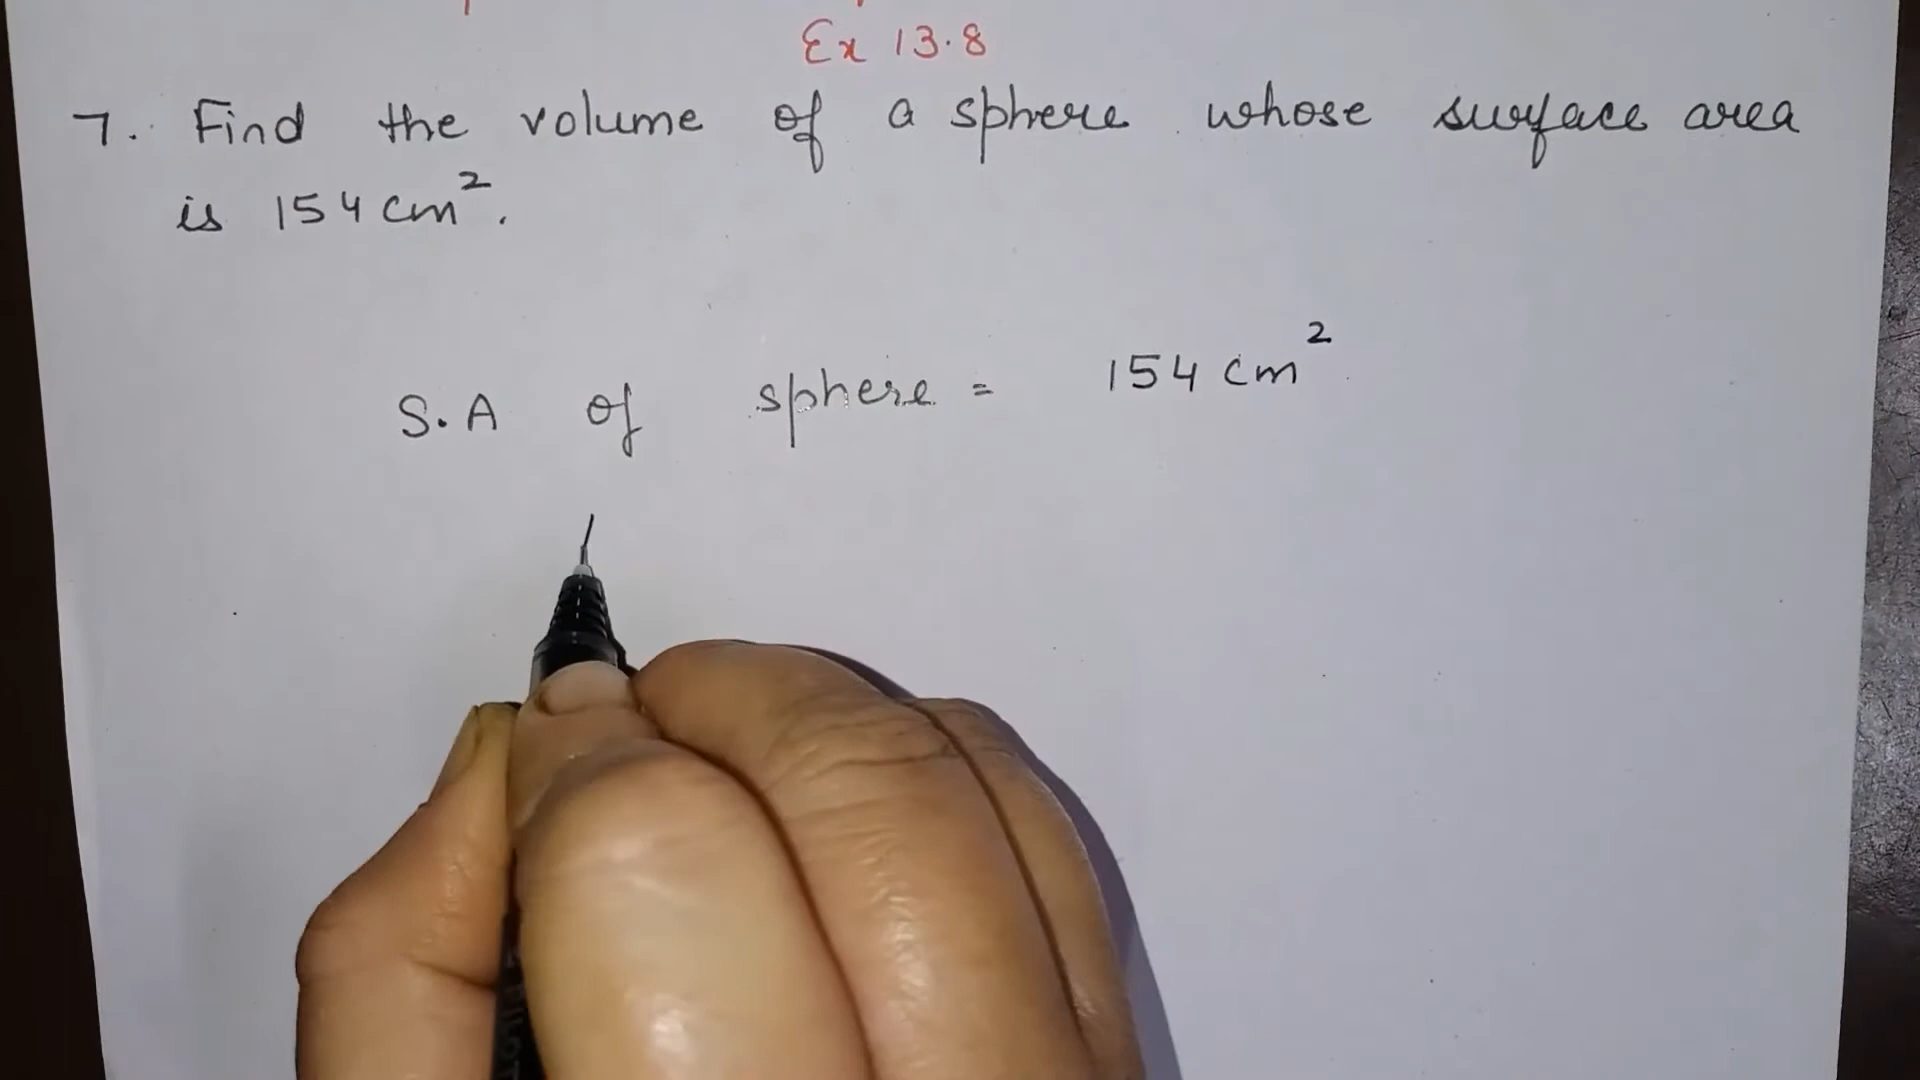 Ex 13.8
7. Find the volume of a sphere whose surface area
is 154 cm².
S.A of sphere = 154 cm²